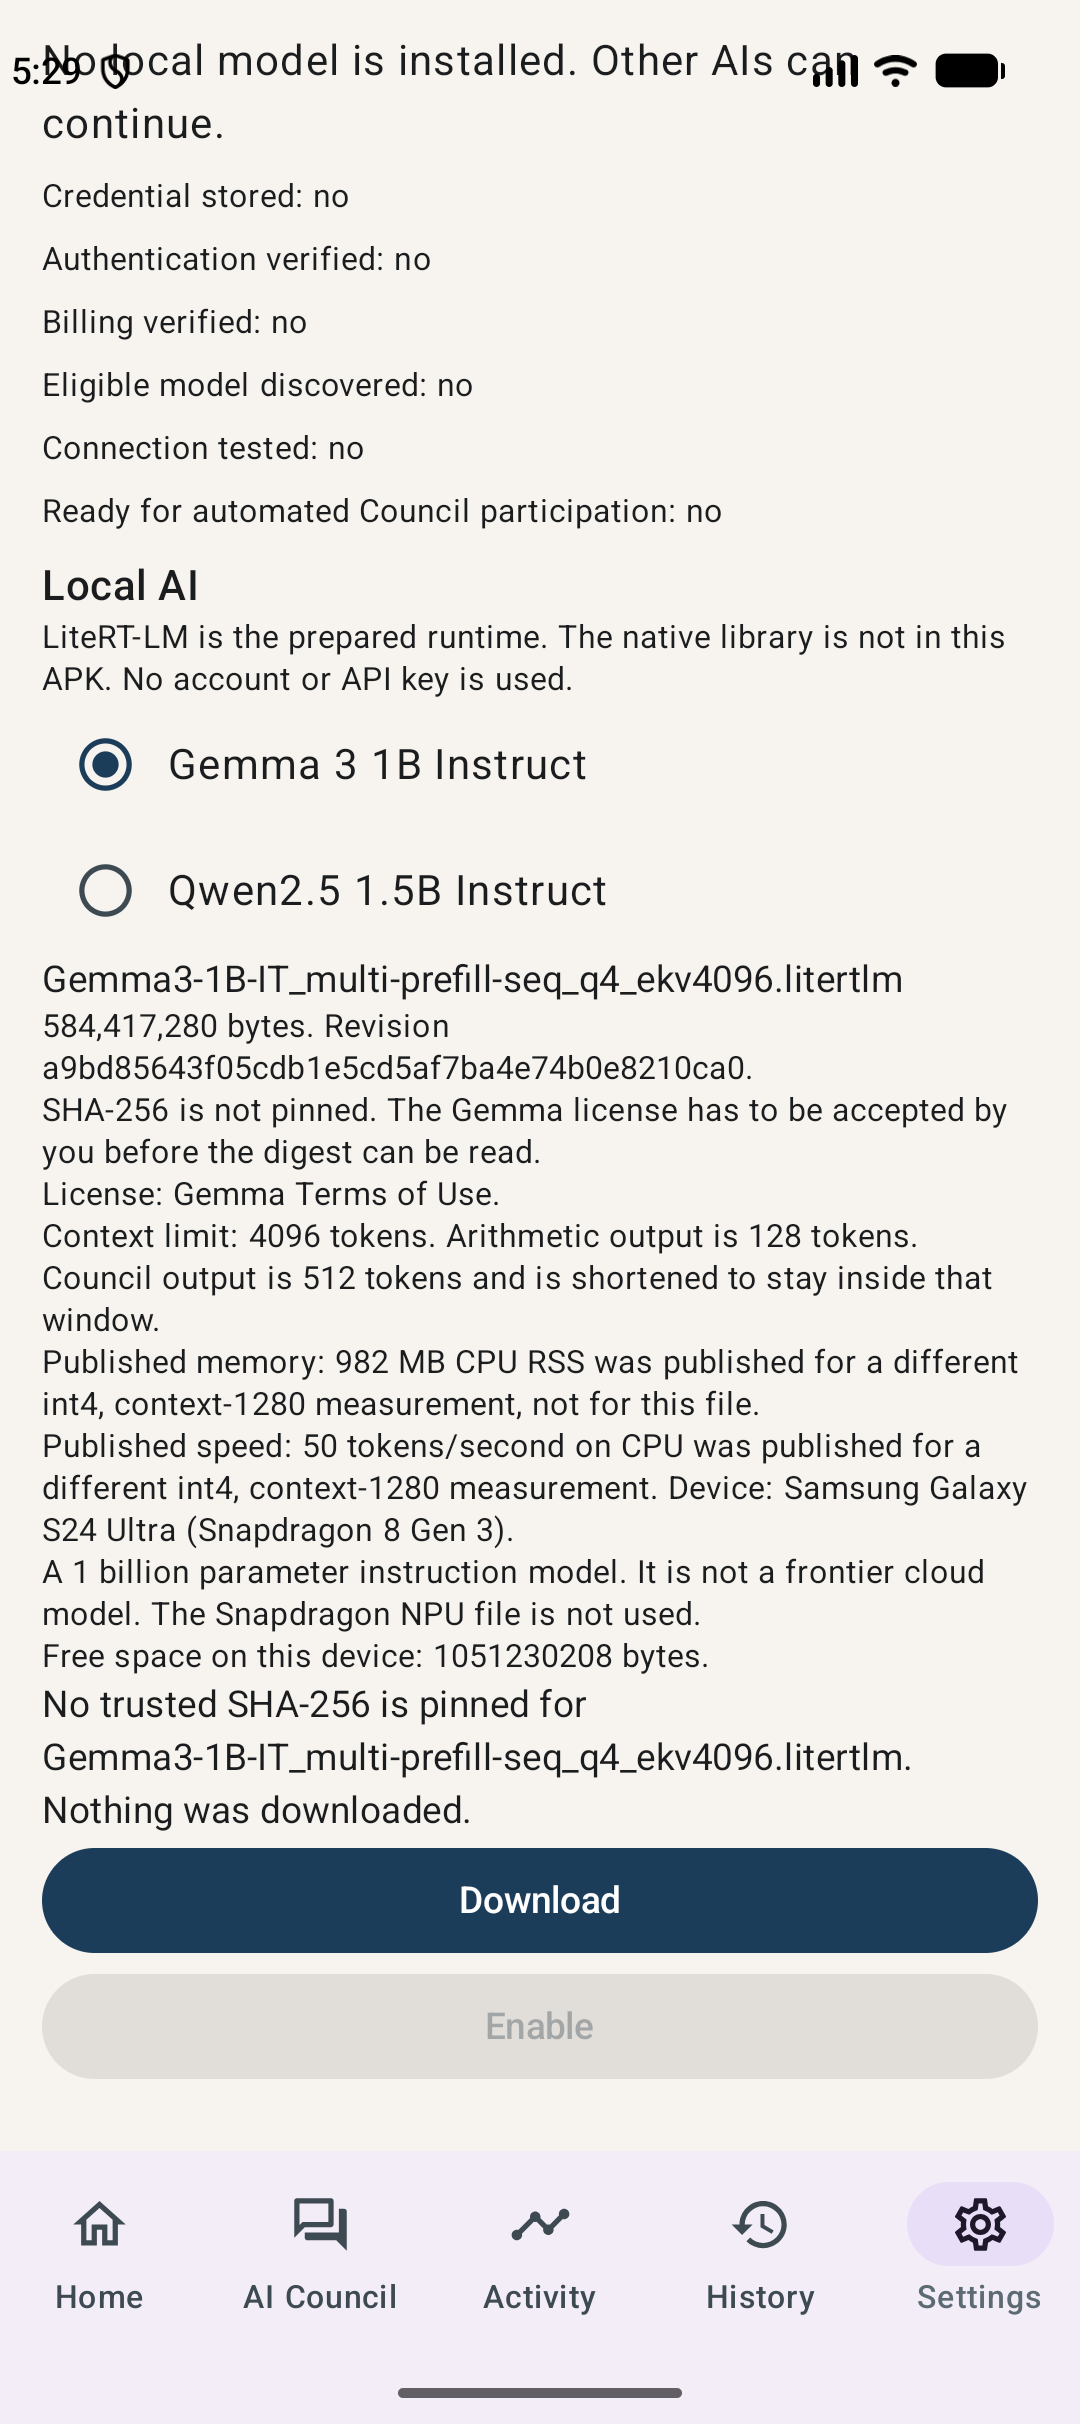 No local model is installed. Other AIs can
5:29
continue.
Credential stored: no
Authentication verified: no
Billing verified: no
Eligible model discovered: no
Connection tested: no
Ready for automated Council participation: no
Local AI
LiteRT-LM is the prepared runtime. The native library is not in this
APK. No account or API key is used.
Gemma 3 1B Instruct
Qwen2.5 1.5B Instruct
Gemma3-1B-IT_multi-prefill-seq_q4_ekv4096.litertlm
584,417,280 bytes. Revision
a9bd85643f05cdb1e5cd5af7ba4e74b0e8210ca0.
SHA-256 is not pinned. The Gemma license has to be accepted by
you before the digest can be read.
License: Gemma Terms of Use.
Context limit: 4096 tokens. Arithmetic output is 128 tokens.
Council output is 512 tokens and is shortened to stay inside that
window.
Published memory: 982 MB CPU RSS was published for a different
int4, context-1280 measurement, not for this file.
Published speed: 50 tokens/second on CPU was published for a
different int4, context-1280 measurement. Device: Samsung Galaxy
S24 Ultra (Snapdragon 8 Gen 3).
A 1 billion parameter instruction model. It is not a frontier cloud
model. The Snapdragon NPU file is not used.
Free space on this device: 1051230208 bytes.
No trusted SHA-256 is pinned for
Gemma3-1B-IT_multi-prefill-seq_q4_ekv4096.litertlm.
Nothing was downloaded.
Download
Enable
Home
AI Council
Activity
History
Settings